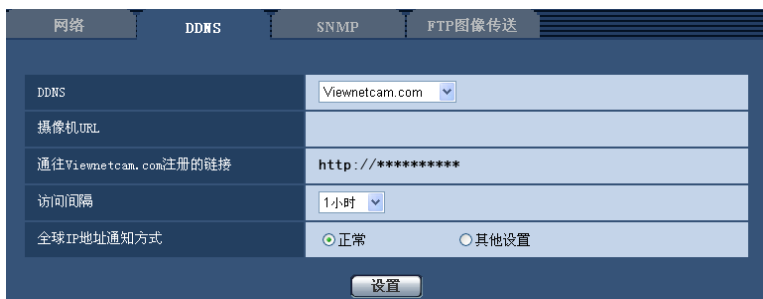 网络 DDNS SNMP FTP图像传送
DDNS Viewnetcam.com
摄像机URL
通往Viewnetcam.com注册的链接 http://**********
访问间隔 1小时
全球IP地址通知方式 正常 其他设置
设置